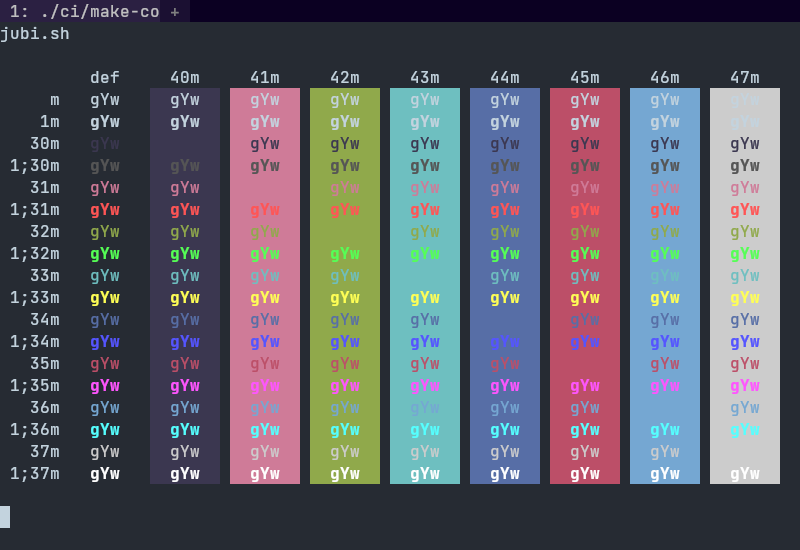 1: ./ci/make-co +
jubi.sh
def 40m 41m 42m 43m 44m 45m 46m 47m
m gYw gYw gYw gYw gYw gYw gYw gYw gYw
1m gYw gYw gYw gYw gYw gYw gYw gYw gYw
30m gYw gYw gYw gYw gYw gYw gYw gYw
1;30m gYw gYw gYw gYw gYw gYw gYw gYw gYw
31m gYw gYw gYw gYw gYw gYw gYw gYw
1;31m gYw gYw gYw gYw gYw gYw gYw gYw gYw
32m gYw gYw gYw gYw gYw gYw gYw gYw
1;32m gYw gYw gYw gYw gYw gYw gYw gYw gYw
33m gYw gYw gYw gYw gYw gYw gYw gYw
1;33m gYw gYw gYw gYw gYw gYw gYw gYw gYw
34m gYw gYw gYw gYw gYw gYw gYw gYw
1;34m gYw gYw gYw gYw gYw gYw gYw gYw gYw
35m gYw gYw gYw gYw gYw gYw gYw gYw
1;35m gYw gYw gYw gYw gYw gYw gYw gYw gYw
36m gYw gYw gYw gYw gYw gYw gYw gYw
1;36m gYw gYw gYw gYw gYw gYw gYw gYw gYw
37m gYw gYw gYw gYw gYw gYw gYw gYw
1;37m gYw gYw gYw gYw gYw gYw gYw gYw gYw